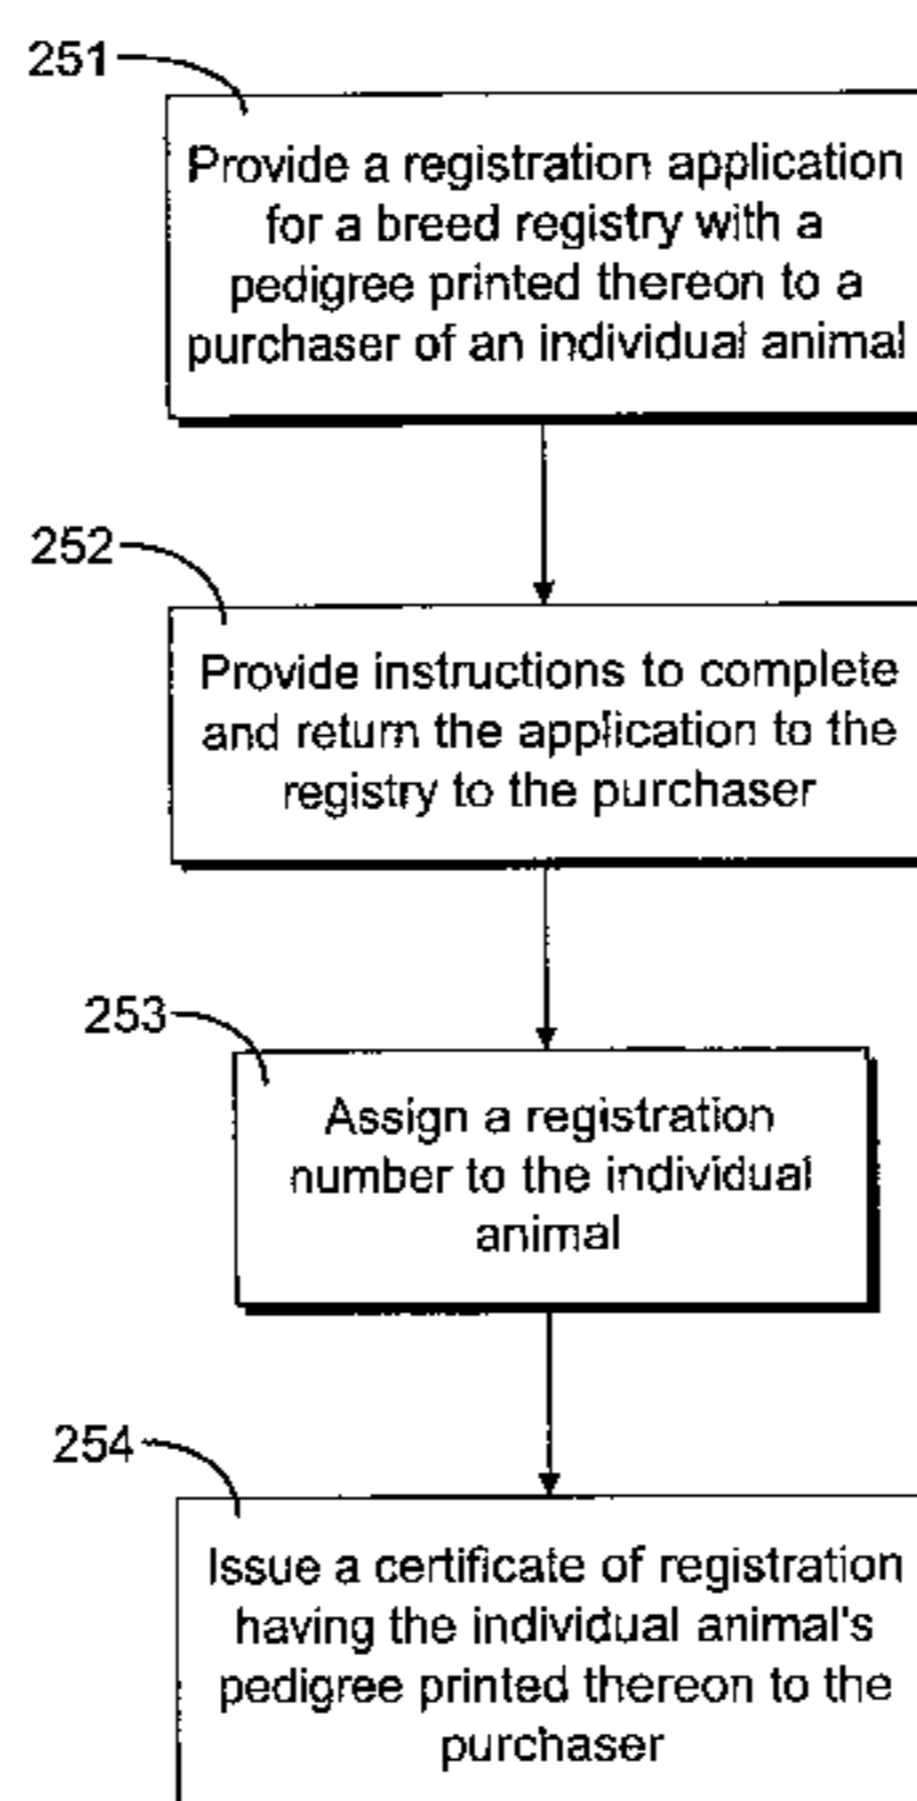 251
Provide a registration application
for a breed registry with a
pedigree printed thereon to a
purchaser of an individual animal
252
Provide instructions to complete
and return the application to the
registry to the purchaser
253
Assign a registration
number to the individual
animal
254
Issue a certificate of registration
having the individual animal's
pedigree printed thereon to the
purchaser